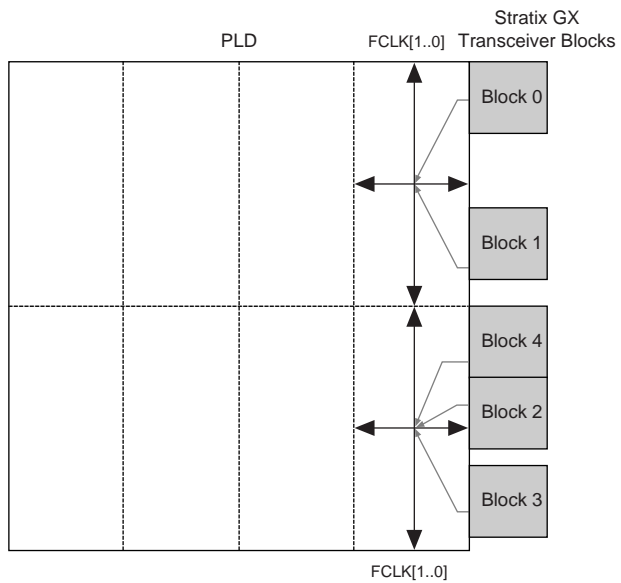 Stratix GX
PLD FCLK[1..0] Transceiver Blocks
Block 0
Block 1
Block 4
Block 2
Block 3
FCLK[1..0]